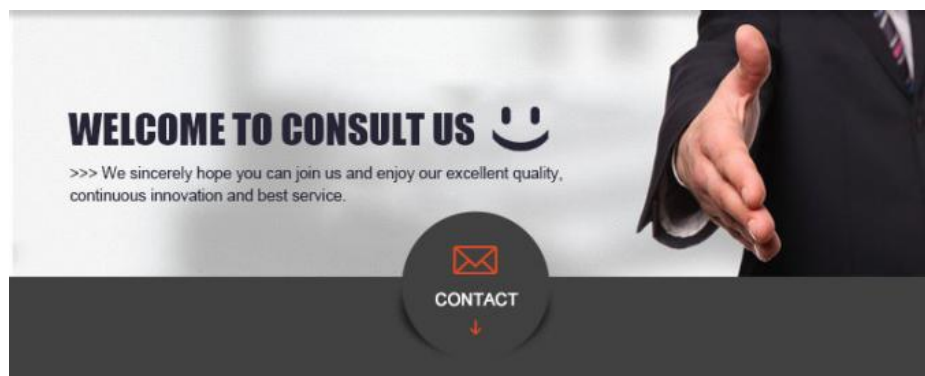 WELCOME TO CONSULT US
>>> We sincerely hope you can join us and enjoy our excellent quality,
continuous innovation and best service.
CONTACT